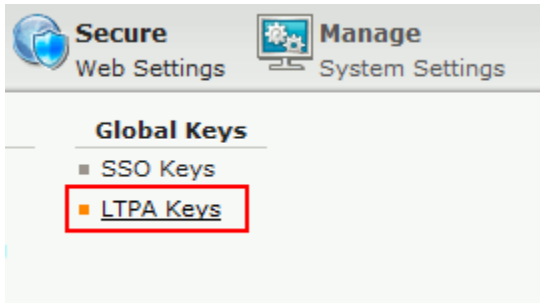 Secure
Web Settings
Manage
System Settings
Global Keys
SSO Keys
LTPA Keys